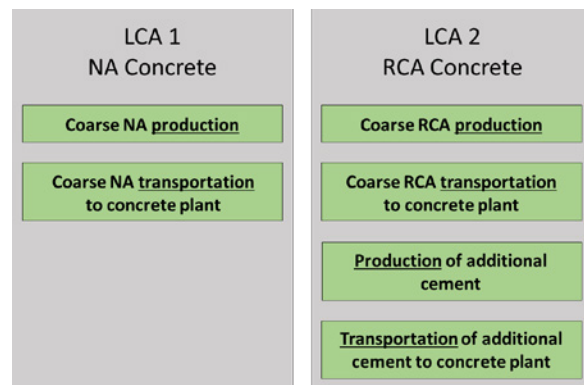 LCA 1
NA Concrete
Coarse NA production
Coarse NA transportation
to concrete plant
LCA 2
RCA Concrete
Coarse RCA production
Coarse RCA transportation
to concrete plant
Production of additional
cement
Transportation of additional
cement to concrete plant